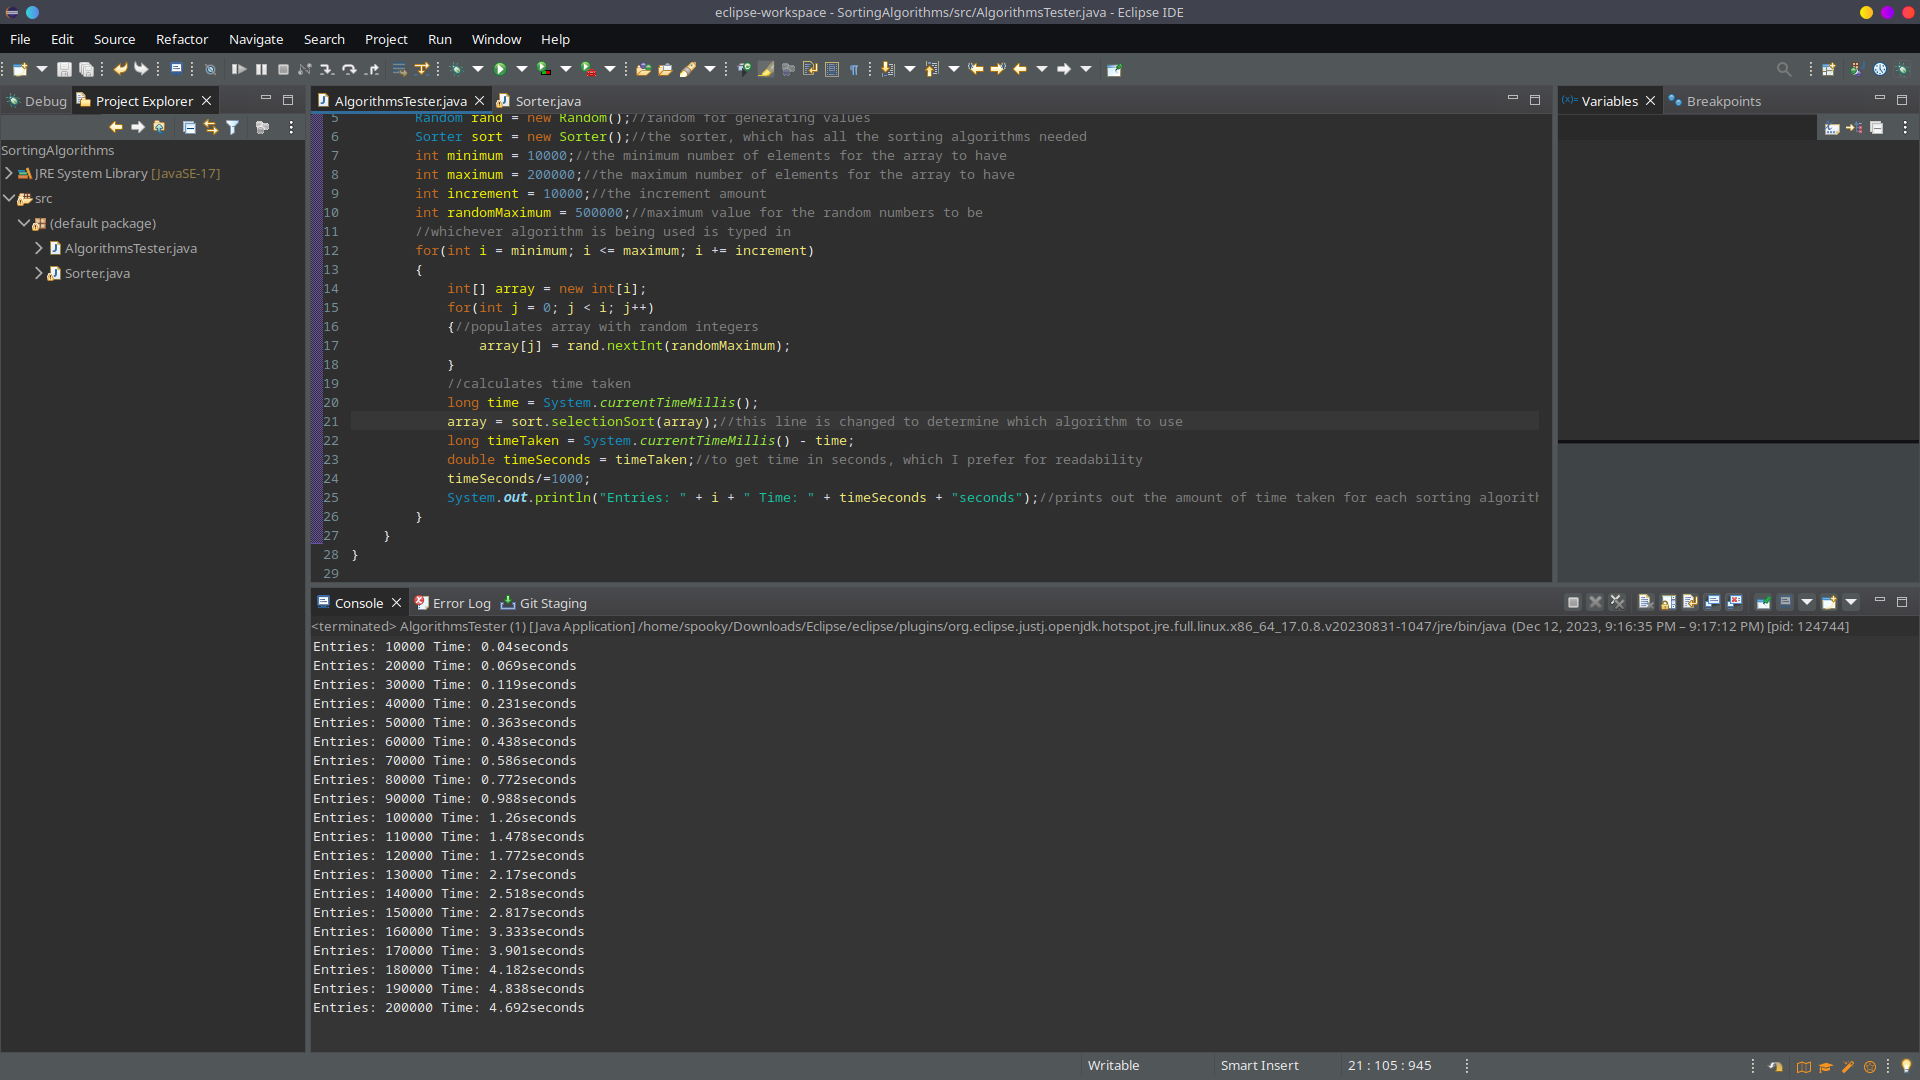 eclipse-workspace - SortingAlgorithms/src/AlgorithmsTester.java - Eclipse IDE
File Edit Source Refactor Navigate Search Project Run Window Help
Debug Project Explorer
SortingAlgorithms
JRE System Library [JavaSE-17]
src
(default package)
AlgorithmsTester.java
Sorter.java
AlgorithmsTester.java Sorter.java
5 Random rand = new Random();//random for generating values
6 Sorter sort = new Sorter();//the sorter, which has all the sorting algorithms needed
7 int minimum = 10000;//the minimum number of elements for the array to have
8 int maximum = 200000;//the maximum number of elements for the array to have
9 int increment = 10000;//the increment amount
10 int randomMaximum = 500000;//maximum value for the random numbers to be
11 //whichever algorithm is being used is typed in
12 for(int i = minimum; i <= maximum; i += increment)
13 {
14 int[] array = new int[i];
15 for(int j = 0; j < i; j++)
16 {//populates array with random integers
17 array[j] = rand.nextInt(randomMaximum);
18 }
19 //calculates time taken
20 long time = System.currentTimeMillis();
21 array = sort.selectionSort(array);//this line is changed to determine which algorithm to use
22 long timeTaken = System.currentTimeMillis() - time;
23 double timeSeconds = timeTaken;//to get time in seconds, which I prefer for readability
24 timeSeconds/=1000;
25 System.out.println("Entries: " + i + " Time: " + timeSeconds + "seconds");//prints out the amount of time taken for each sorting algorith
26 }
27 }
28 }
29
Variables Breakpoints
Console Error Log Git Staging
<terminated> AlgorithmsTester (1) [Java Application] /home/spooky/Downloads/Eclipse/eclipse/plugins/org.eclipse.justj.openjdk.hotspot.jre.full.linux.x86_64_17.0.8.v20230831-1047/jre/bin/java (Dec 12, 2023, 9:16:35 PM – 9:17:12 PM) [pid: 124744]
Entries: 10000 Time: 0.04seconds
Entries: 20000 Time: 0.069seconds
Entries: 30000 Time: 0.119seconds
Entries: 40000 Time: 0.231seconds
Entries: 50000 Time: 0.363seconds
Entries: 60000 Time: 0.438seconds
Entries: 70000 Time: 0.586seconds
Entries: 80000 Time: 0.772seconds
Entries: 90000 Time: 0.988seconds
Entries: 100000 Time: 1.26seconds
Entries: 110000 Time: 1.478seconds
Entries: 120000 Time: 1.772seconds
Entries: 130000 Time: 2.17seconds
Entries: 140000 Time: 2.518seconds
Entries: 150000 Time: 2.817seconds
Entries: 160000 Time: 3.333seconds
Entries: 170000 Time: 3.901seconds
Entries: 180000 Time: 4.182seconds
Entries: 190000 Time: 4.838seconds
Entries: 200000 Time: 4.692seconds
Writable Smart Insert 21 : 105 : 945